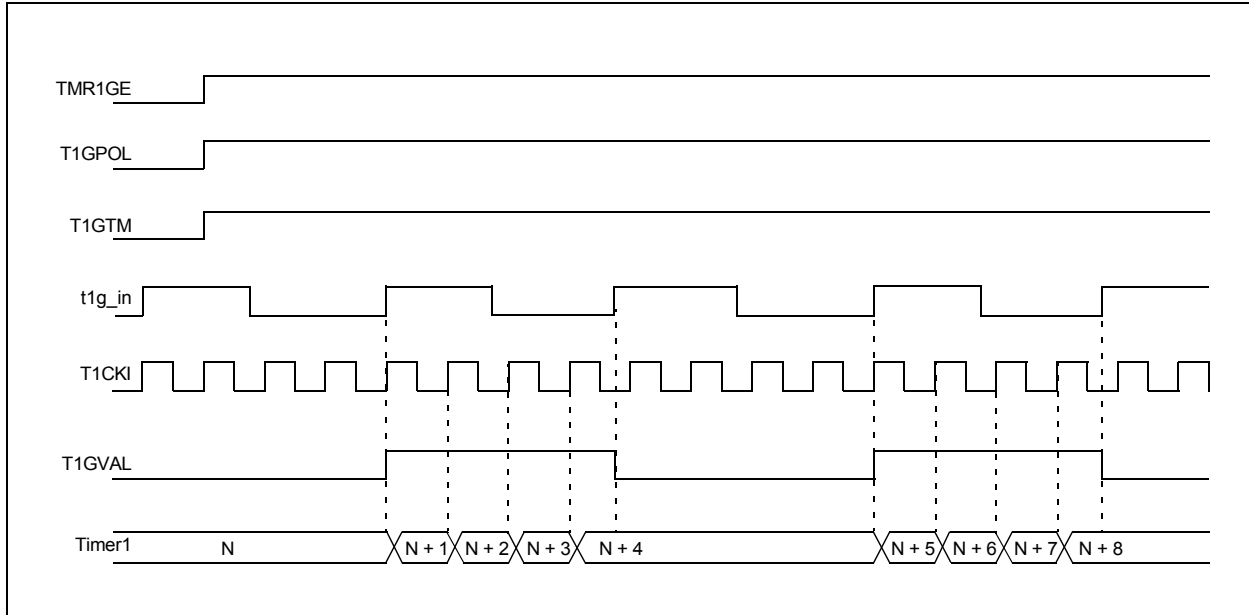 TMR1GE
T1GPOL
T1GTM
t1g_in
T1CKI
T1GVAL
Timer1 N N + 1 N + 2 N + 3 N + 4 N + 5 N + 6 N + 7 N + 8